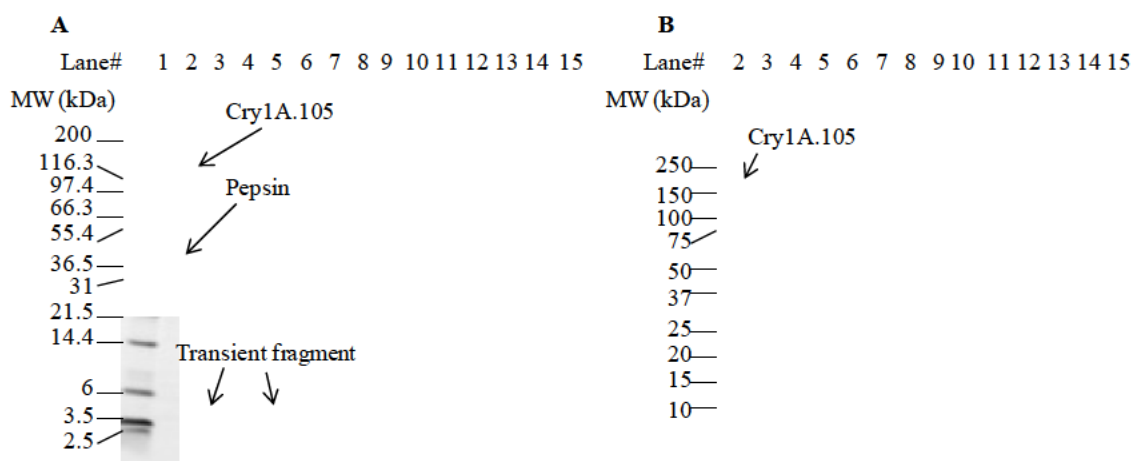 A
Lane# 1 2 3 4 5 6 7 8 9 10 11 12 13 14 15
MW (kDa)
Cry1A.105
200
116.3
97.4
Pepsin
66.3
55.4
36.5
31
21.5
14.4
Transient fragment
6
3.5
2.5
B
Lane# 2 3 4 5 6 7 8 9 10 11 12 13 14 15
MW (kDa)
Cry1A.105
250
150
100
75
50
37
25
20
15
10